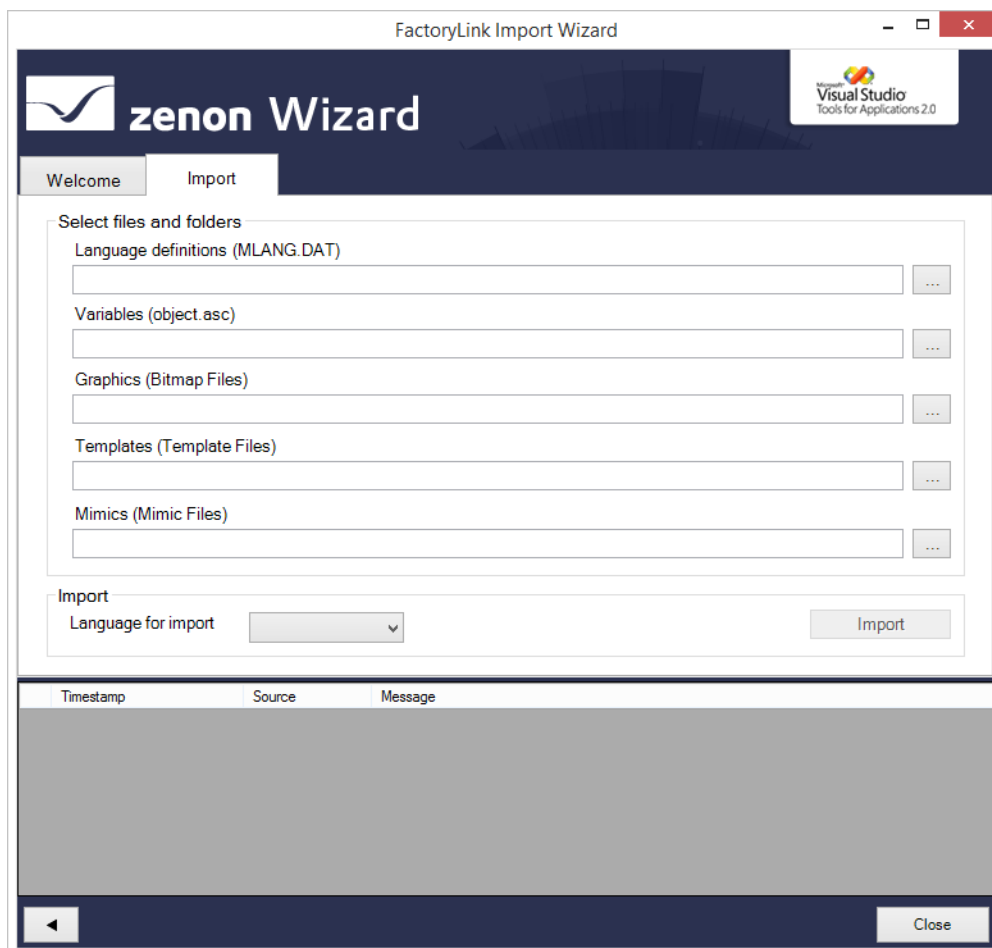 FactoryLink Import Wizard
zenon Wizard
Microsoft
Visual Studio
Tools for Applications 2.0
Welcome
Import
Select files and folders
Language definitions (MLANG.DAT)
...
Variables (object.asc)
...
Graphics (Bitmap Files)
...
Templates (Template Files)
...
Mimics (Mimic Files)
...
Import
Language for import
Import
Timestamp Source Message
Close